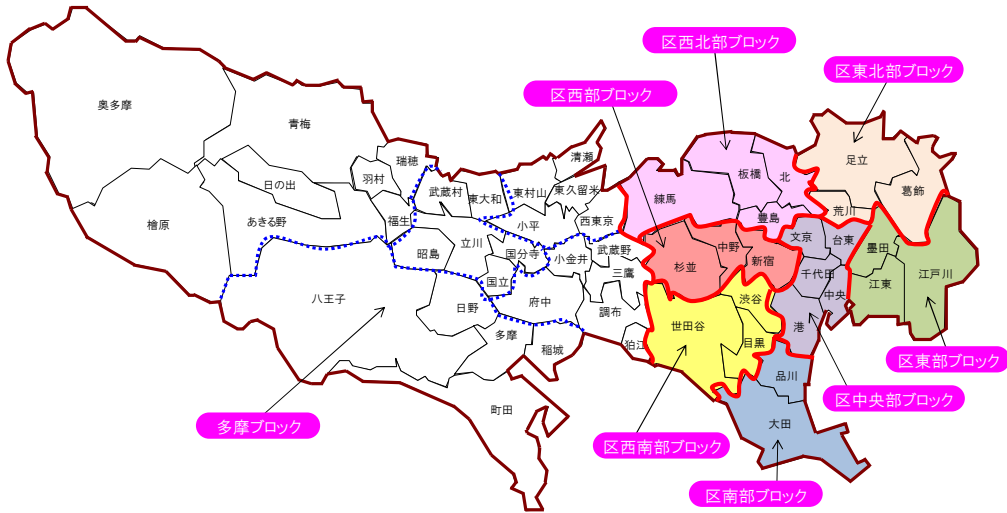 区西北部ブロック
区東北部ブロック
区西部ブロック
奥多摩
青梅
瑞穂
清瀬
足立
板橋
北
羽村
日の出
武蔵村
東大和
東村山
東久留米
練馬
葛飾
荒川
豊島
福生
あきる野
檜原
小平
西東京
文京
台東
墨田
昭島
立川
国分寺
小金井
武蔵野
中野
新宿
杉並
千代田
江戸川
江東
三鷹
国立
八王子
日野
府中
調布
渋谷
中央
世田谷
港
多摩
稲城
狛江
目黒
区東部ブロック
品川
区中央部ブロック
町田
多摩ブロック
大田
区西南部ブロック
区南部ブロック